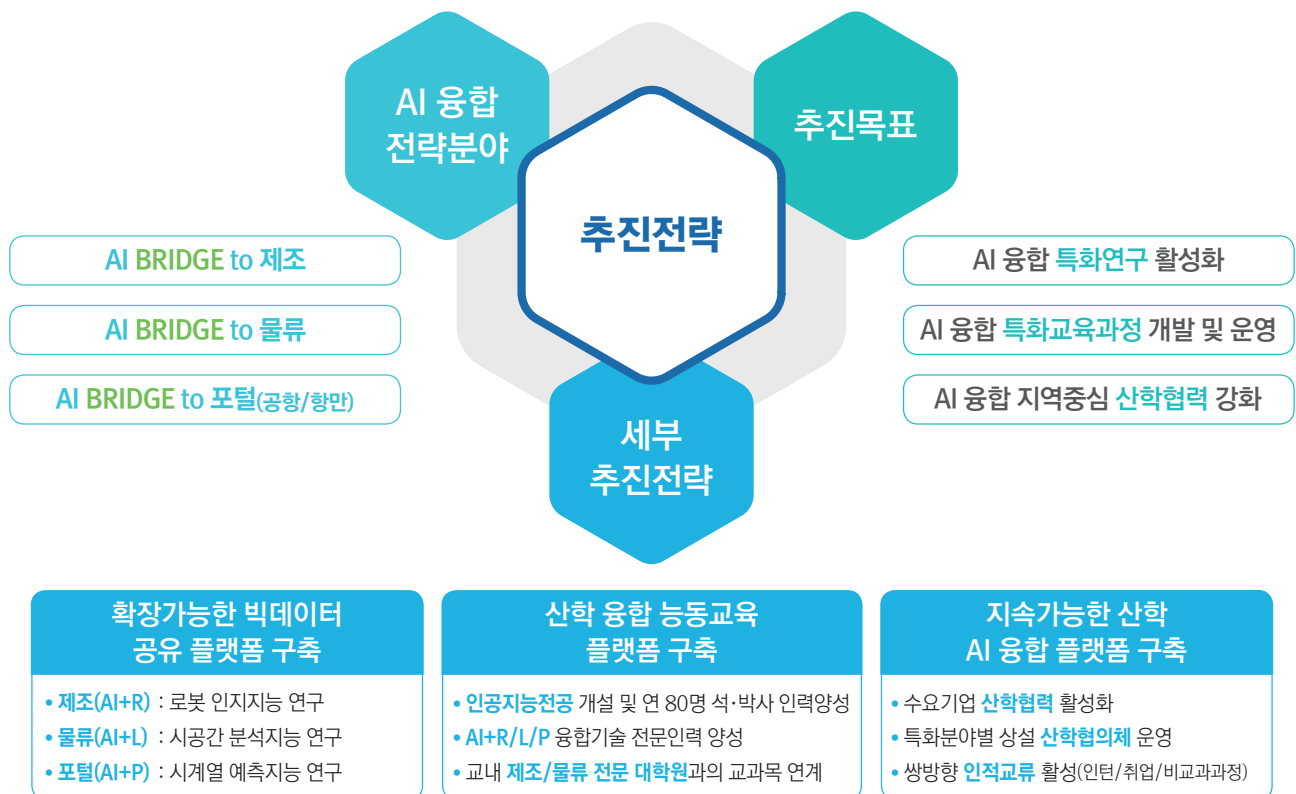 AI 융합
전략분야
추진목표
추진전략
AI BRIDGE to 제조
AI BRIDGE to 물류
AI BRIDGE to 포털(공항/항만)
AI 융합 특화연구 활성화
AI 융합 특화교육과정 개발 및 운영
AI 융합 지역중심 산학협력 강화
세부
추진전략
확장가능한 빅데이터
공유 플랫폼 구축
• 제조(AI+R) : 로봇 인지지능 연구
• 물류(AI+L) : 시공간 분석지능 연구
• 포털(AI+P) : 시계열 예측지능 연구
산학 융합 능동교육
플랫폼 구축
• 인공지능전공 개설 및 연 80명 석·박사 인력양성
• AI+R/L/P 융합기술 전문인력 양성
• 교내 제조/물류 전문 대학원과의 교과목 연계
지속가능한 산학
AI 융합 플랫폼 구축
• 수요기업 산학협력 활성화
• 특화분야별 상설 산학협의체 운영
• 쌍방향 인적교류 활성(인턴/취업/비교과과정)